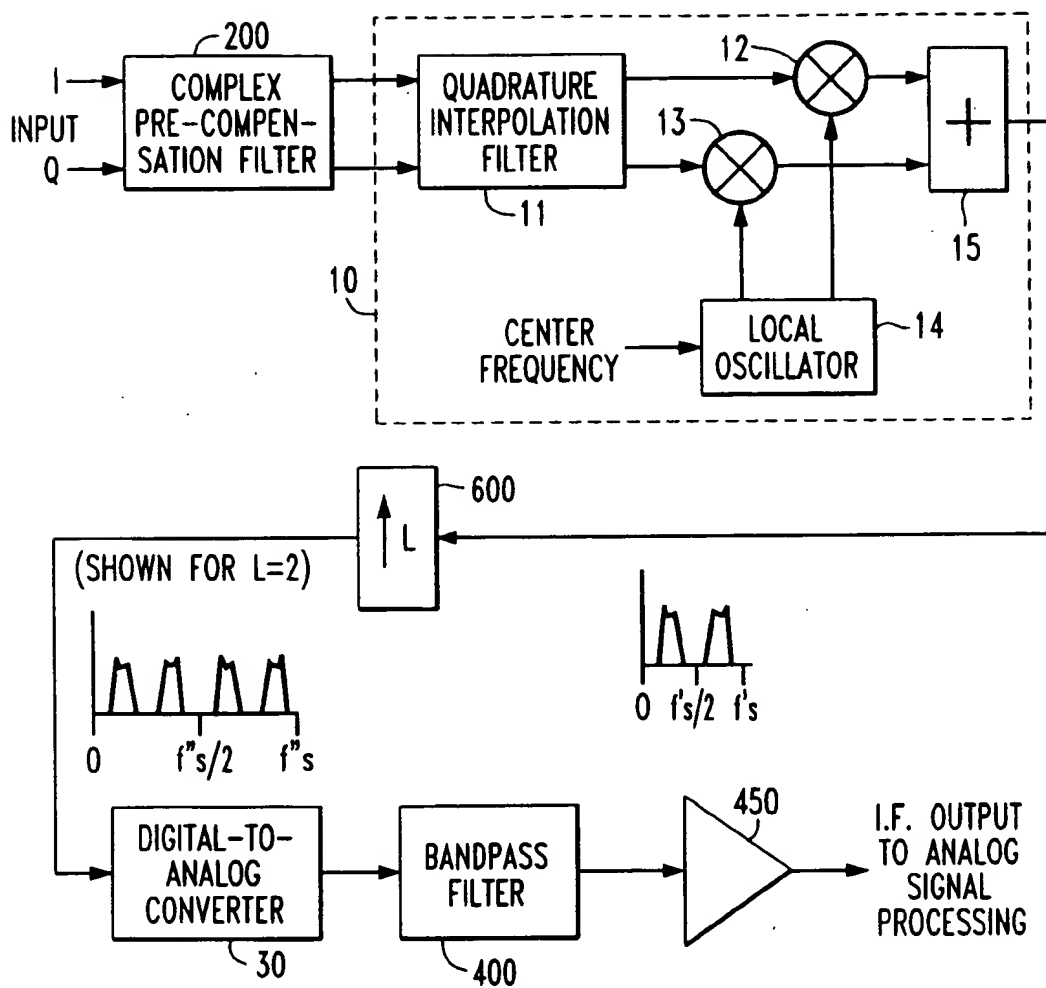 200
I
INPUT
Q
COMPLEX
PRE-COMPEN-
SATION FILTER
QUADRATURE
INTERPOLATION
FILTER
11
12
13
+
15
10
CENTER
FREQUENCY
LOCAL
OSCILLATOR
14
600
↑ L
(SHOWN FOR L=2)
0
f"s/2
f"s
0
f's/2
f's
DIGITAL-TO-
ANALOG
CONVERTER
30
BANDPASS
FILTER
400
450
I.F. OUTPUT
TO ANALOG
SIGNAL
PROCESSING